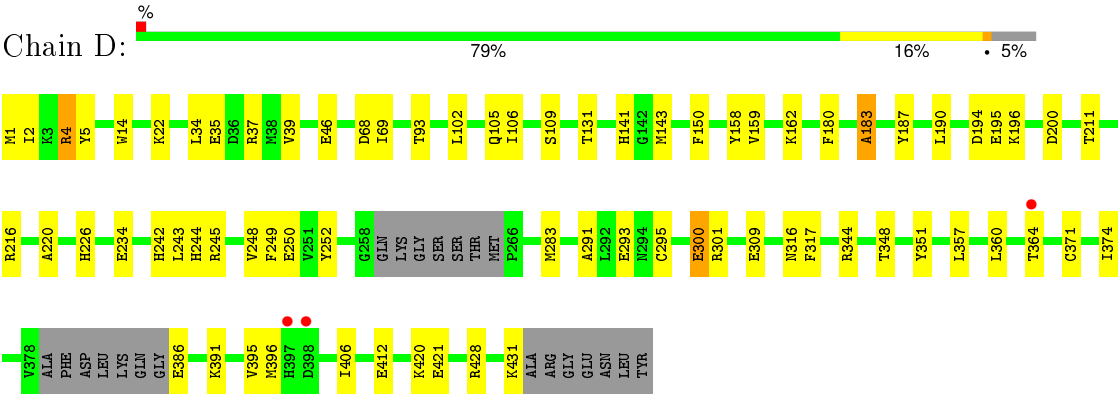 %
Chain D:
79% 16% • 5%
M1 I2 K3 R4 Y5 W14 K22 L34 E35 D36 R37 M38 V39 E46 D68 I69 T93 L102 Q105 I106 S109 T131 H141 G142 M143 F150 Y158 V159 K162 F180 A183 Y187 L190 D194 E195 K196 D200 T211
R216 A220 H226 E234 H242 L243 H244 R245 V248 F249 E250 V251 Y252 G258 GLN LYS GLY SER SER THR MET P266 M283 A291 L292 E293 N294 C295 E300 R301 E309 N316 F317 R344 T348 Y351 L357 L360 T364 C371 I374
V378 ALA PHE ASP LEU LYS GLN GLY E386 K391 V395 M396 H397 D398 I406 E412 K420 E421 R428 K431 ALA ARG GLY GLU ASN LEU TYR